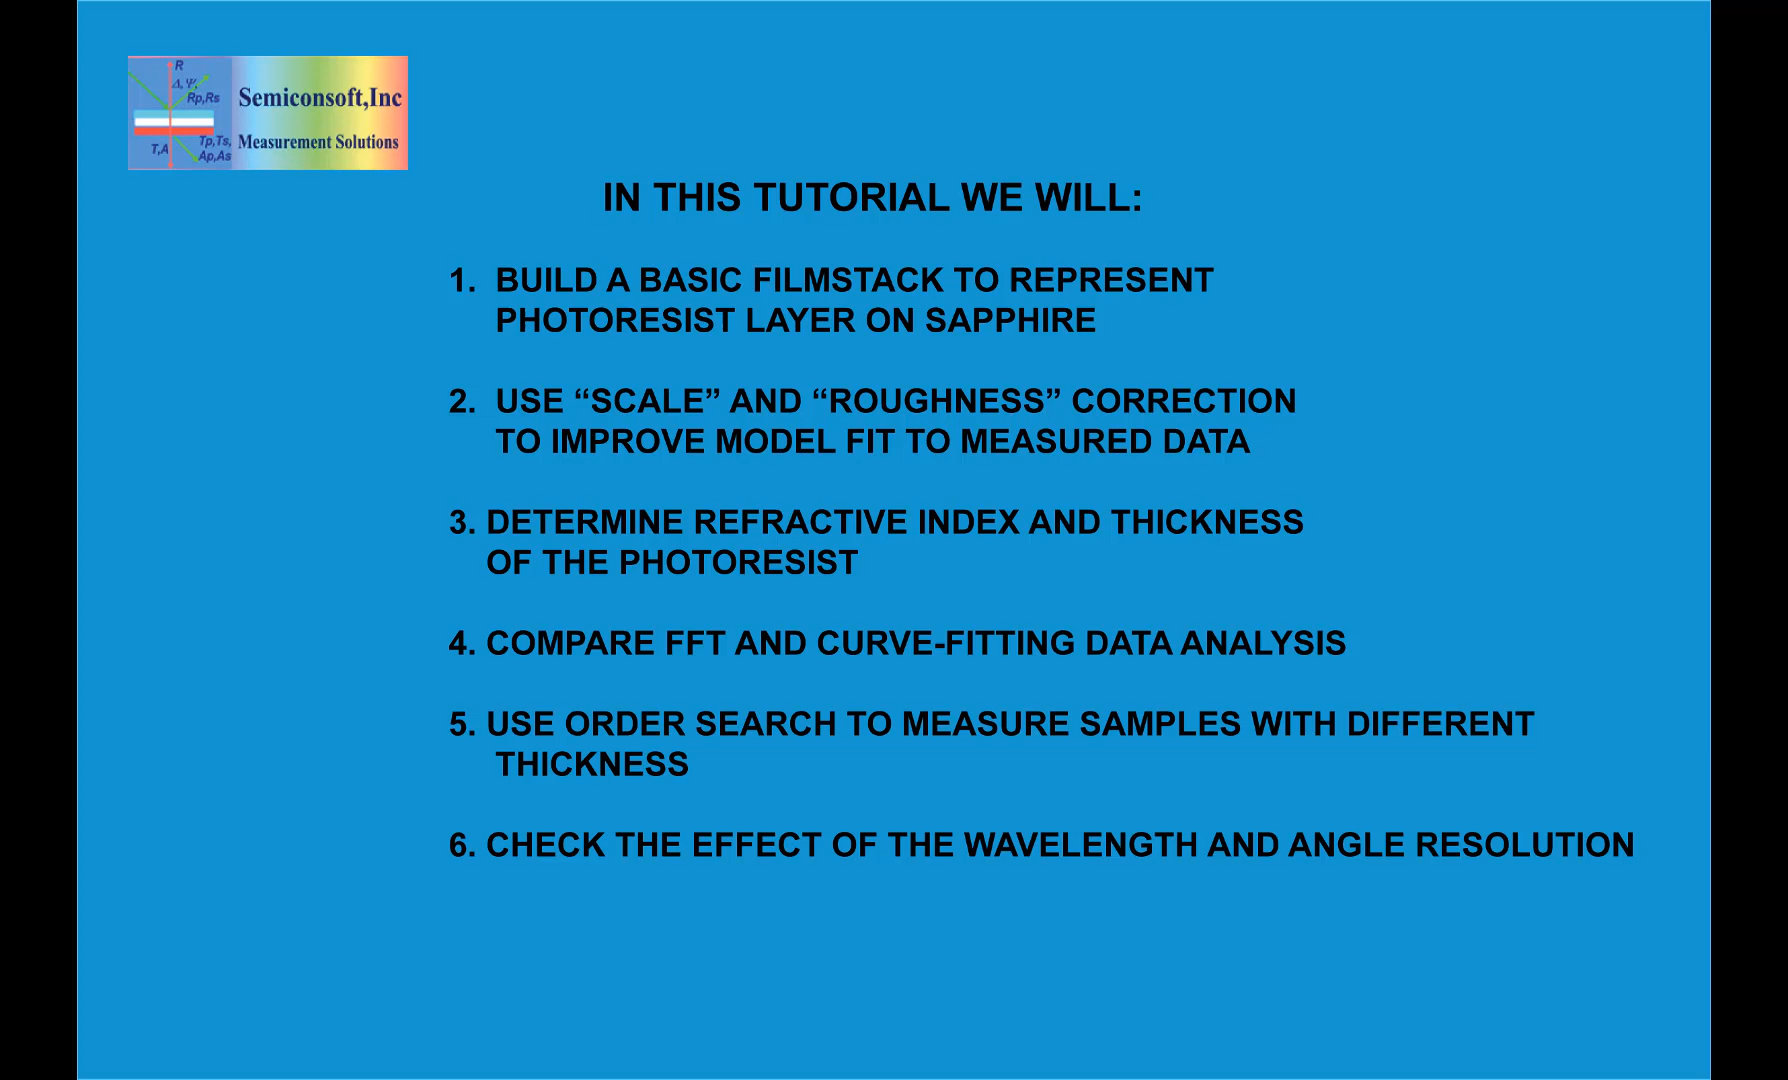 R
Δ, Ψ,
Rp,Rs
Semiconsoft,Inc
Tp,Ts,
Measurement Solutions
T,A
Ap,As
IN THIS TUTORIAL WE WILL:
1. BUILD A BASIC FILMSTACK TO REPRESENT
PHOTORESIST LAYER ON SAPPHIRE
2. USE “SCALE” AND “ROUGHNESS” CORRECTION
TO IMPROVE MODEL FIT TO MEASURED DATA
3. DETERMINE REFRACTIVE INDEX AND THICKNESS
OF THE PHOTORESIST
4. COMPARE FFT AND CURVE-FITTING DATA ANALYSIS
5. USE ORDER SEARCH TO MEASURE SAMPLES WITH DIFFERENT
THICKNESS
6. CHECK THE EFFECT OF THE WAVELENGTH AND ANGLE RESOLUTION